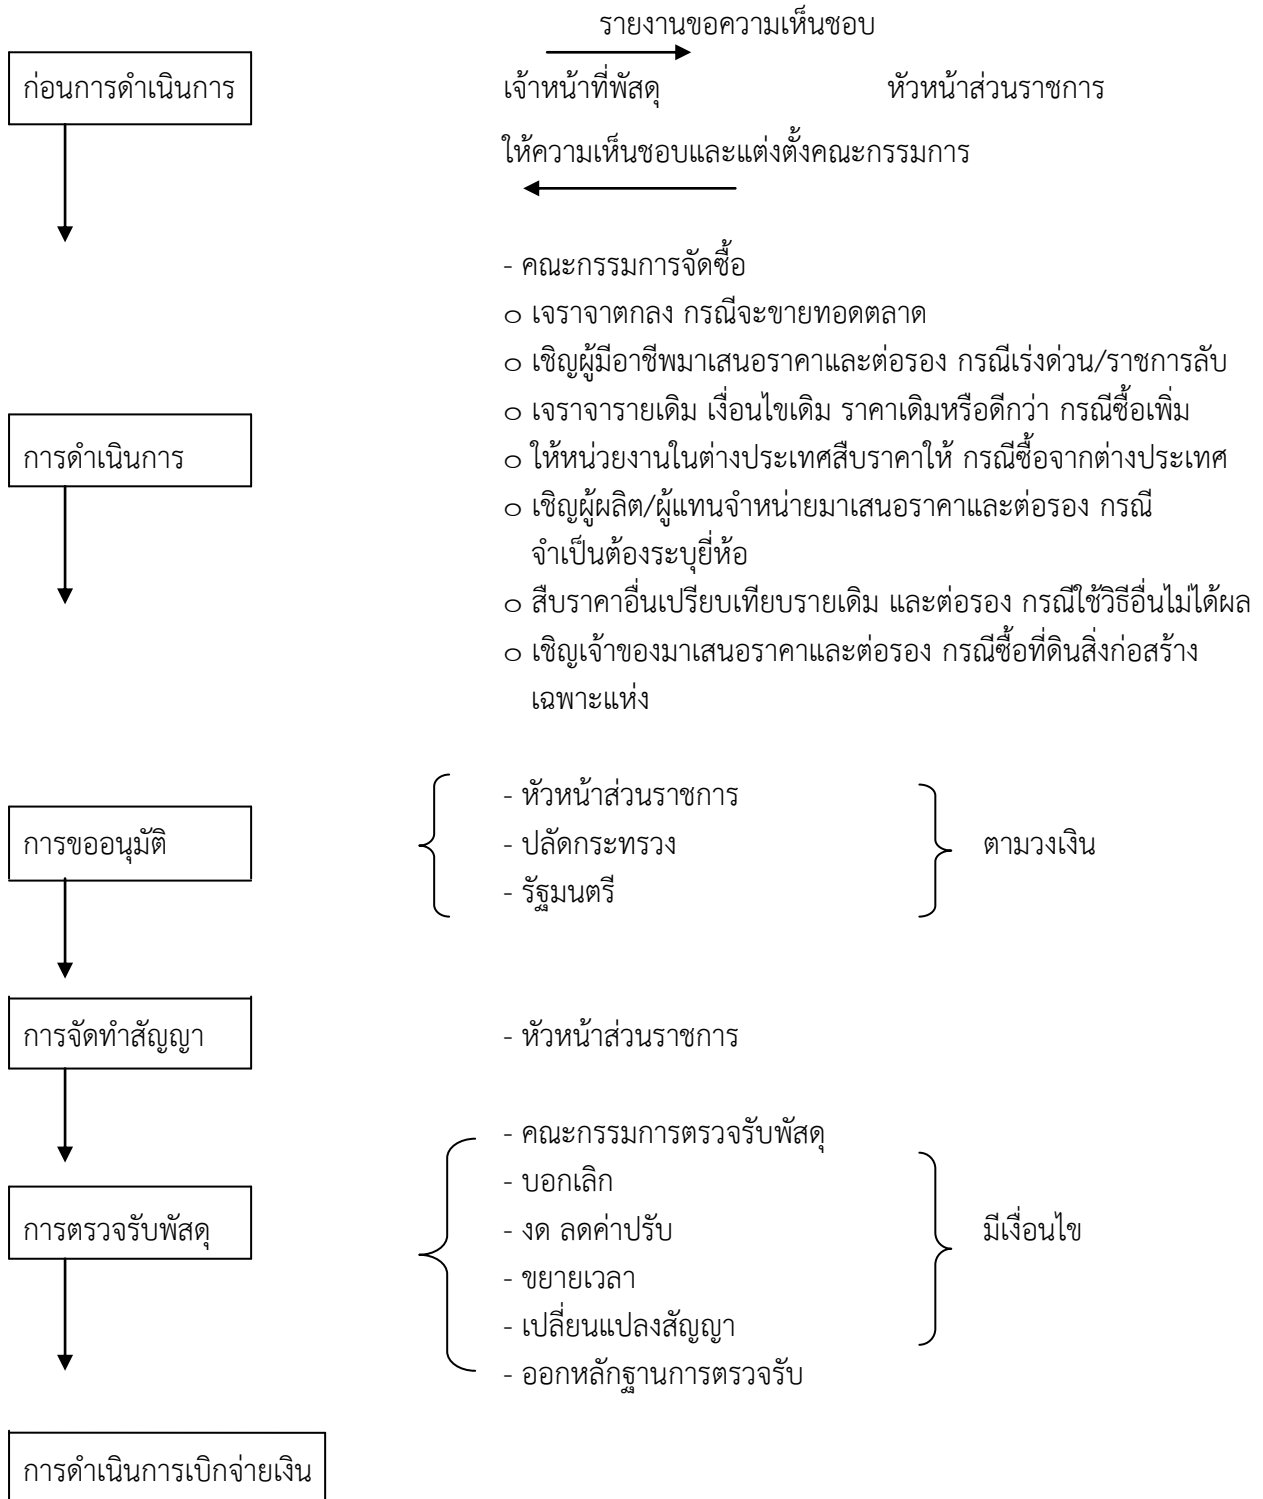 รายงานขอความเห็นชอบ
ก่อนการดำเนินการ
เจ้าหน้าที่พัสดุ
หัวหน้าส่วนราชการ
ให้ความเห็นชอบและแต่งตั้งคณะกรรมการ
- คณะกรรมการจัดซื้อ
o เจราจาตกลง กรณีจะขายทอดตลาด
o เชิญผู้มีอาชีพมาเสนอราคาและต่อรอง กรณีเร่งด่วน/ราชการลับ
o เจราจารายเดิม เงื่อนไขเดิม ราคาเดิมหรือดีกว่า กรณีซื้อเพิ่ม
การดำเนินการ
o ให้หน่วยงานในต่างประเทศสืบราคาให้ กรณีซื้อจากต่างประเทศ
o เชิญผู้ผลิต/ผู้แทนจำหน่ายมาเสนอราคาและต่อรอง กรณี
จำเป็นต้องระบุยี่ห้อ
o สืบราคาอื่นเปรียบเทียบรายเดิม และต่อรอง กรณีใช้วิธีอื่นไม่ได้ผล
o เชิญเจ้าของมาเสนอราคาและต่อรอง กรณีซื้อที่ดินสิ่งก่อสร้าง
เฉพาะแห่ง
- หัวหน้าส่วนราชการ
การขออนุมัติ
- ปลัดกระทรวง
ตามวงเงิน
- รัฐมนตรี
การจัดทำสัญญา
- หัวหน้าส่วนราชการ
- คณะกรรมการตรวจรับพัสดุ
- บอกเลิก
การตรวจรับพัสดุ
- งด ลดค่าปรับ
มีเงื่อนไข
- ขยายเวลา
- เปลี่ยนแปลงสัญญา
- ออกหลักฐานการตรวจรับ
การดำเนินการเบิกจ่ายเงิน